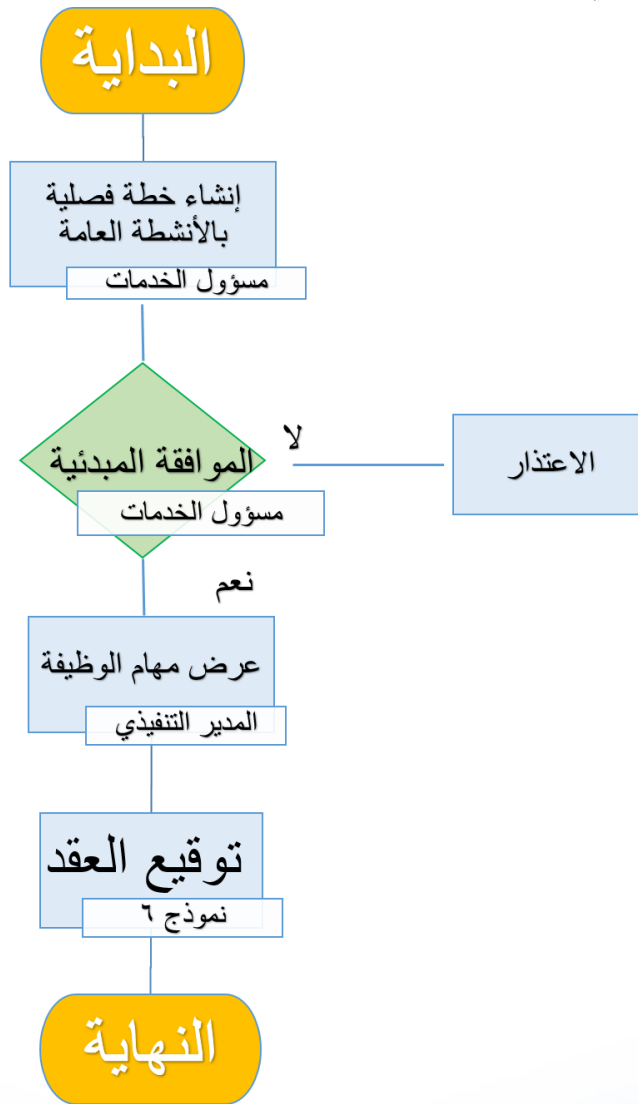 البداية
إنشاء خطة فصلية
بالأنشطة العامة
مسؤول الخدمات
الموافقة المبدئية
مسؤول الخدمات
لا
الاعتذار
نعم
عرض مهام الوظيفة
المدير التنفيذي
توقيع العقد
نموذج ٦
النهاية